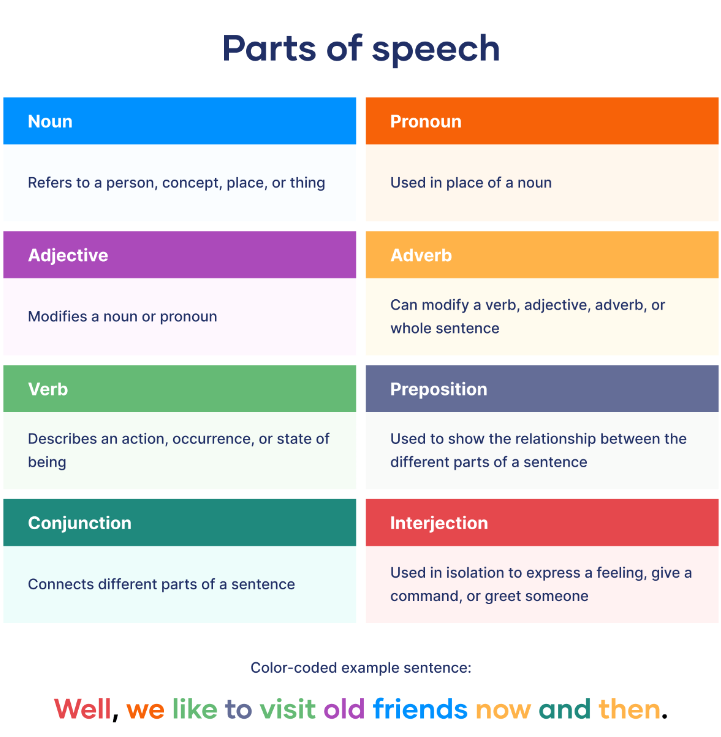 Parts of speech
Noun
Refers to a person, concept, place, or thing
Pronoun
Used in place of a noun
Adjective
Modifies a noun or pronoun
Adverb
Can modify a verb, adjective, adverb, or
whole sentence
Verb
Describes an action, occurrence, or state of
being
Preposition
Used to show the relationship between the
different parts of a sentence
Conjunction
Connects different parts of a sentence
Interjection
Used in isolation to express a feeling, give a
command, or greet someone
Color-coded example sentence:
Well, we like to visit old friends now and then.